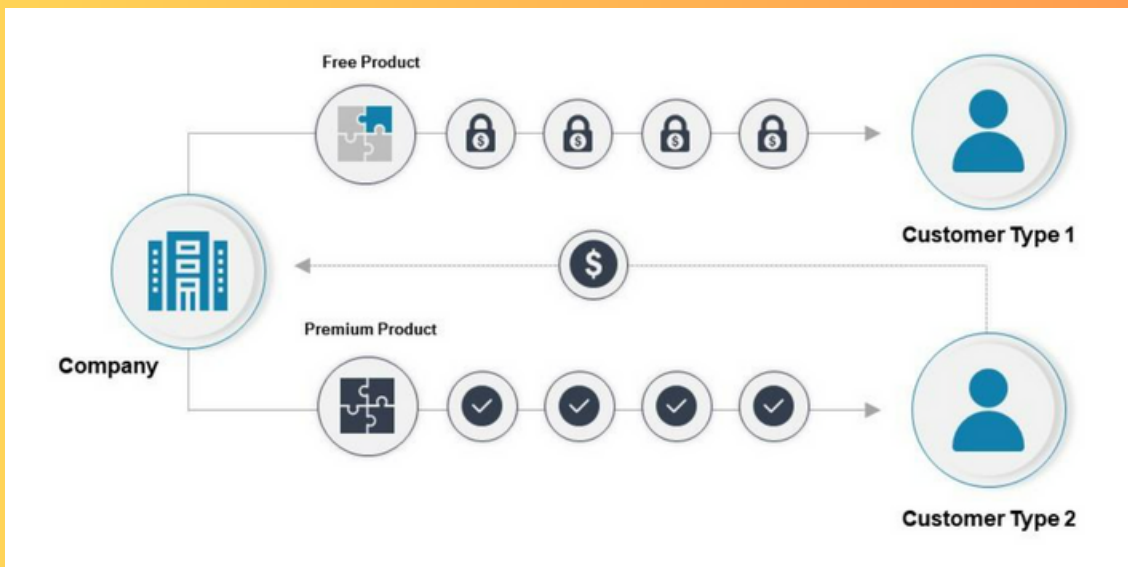 Free Product
$
$
$
$
Customer Type 1
$
Company
Premium Product
Customer Type 2